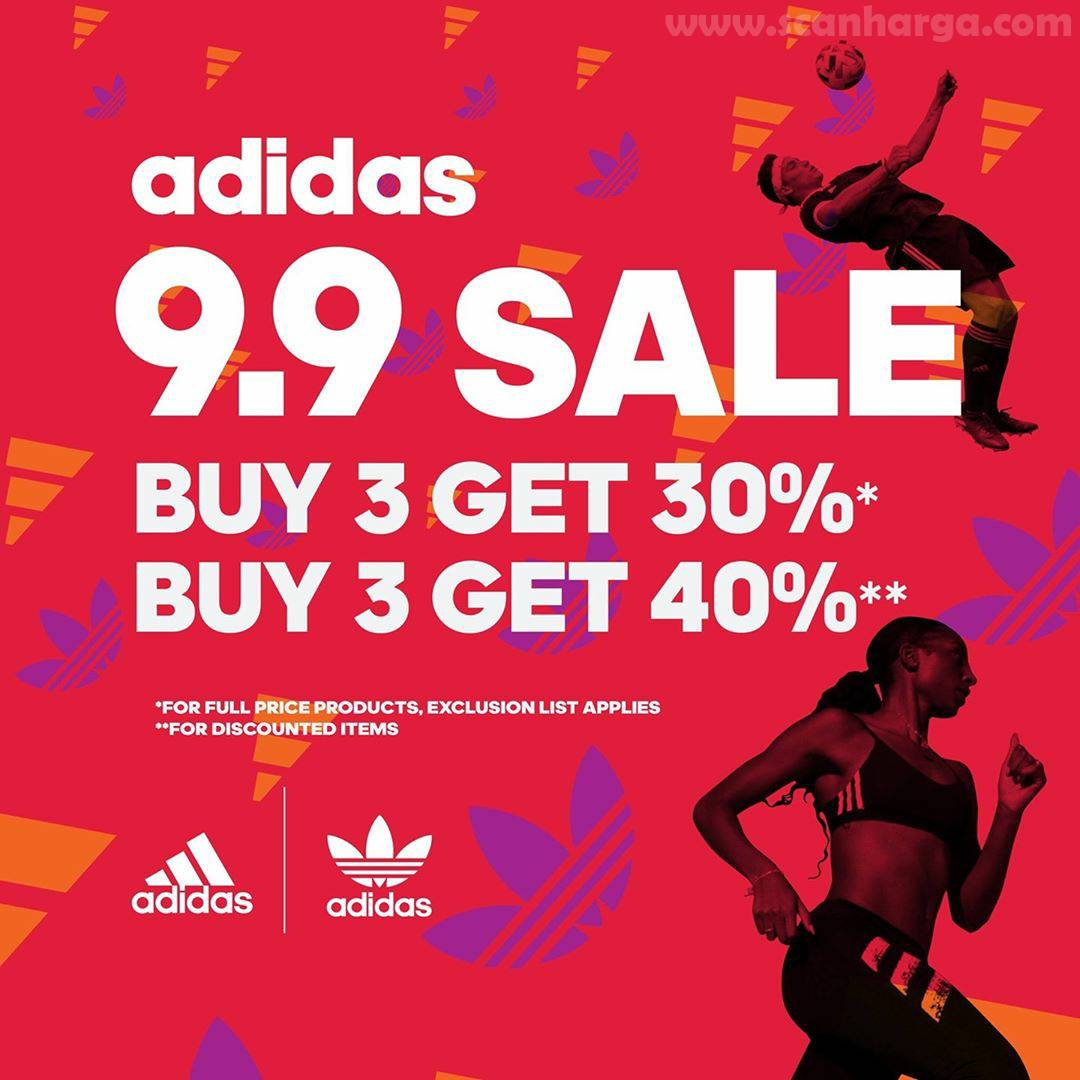 www.scanharga.com
adidas
9.9 SALE
BUY 3 GET 30%*
BUY 3 GET 40%**
*FOR FULL PRICE PRODUCTS, EXCLUSION LIST APPLIES
**FOR DISCOUNTED ITEMS
adidas
adidas